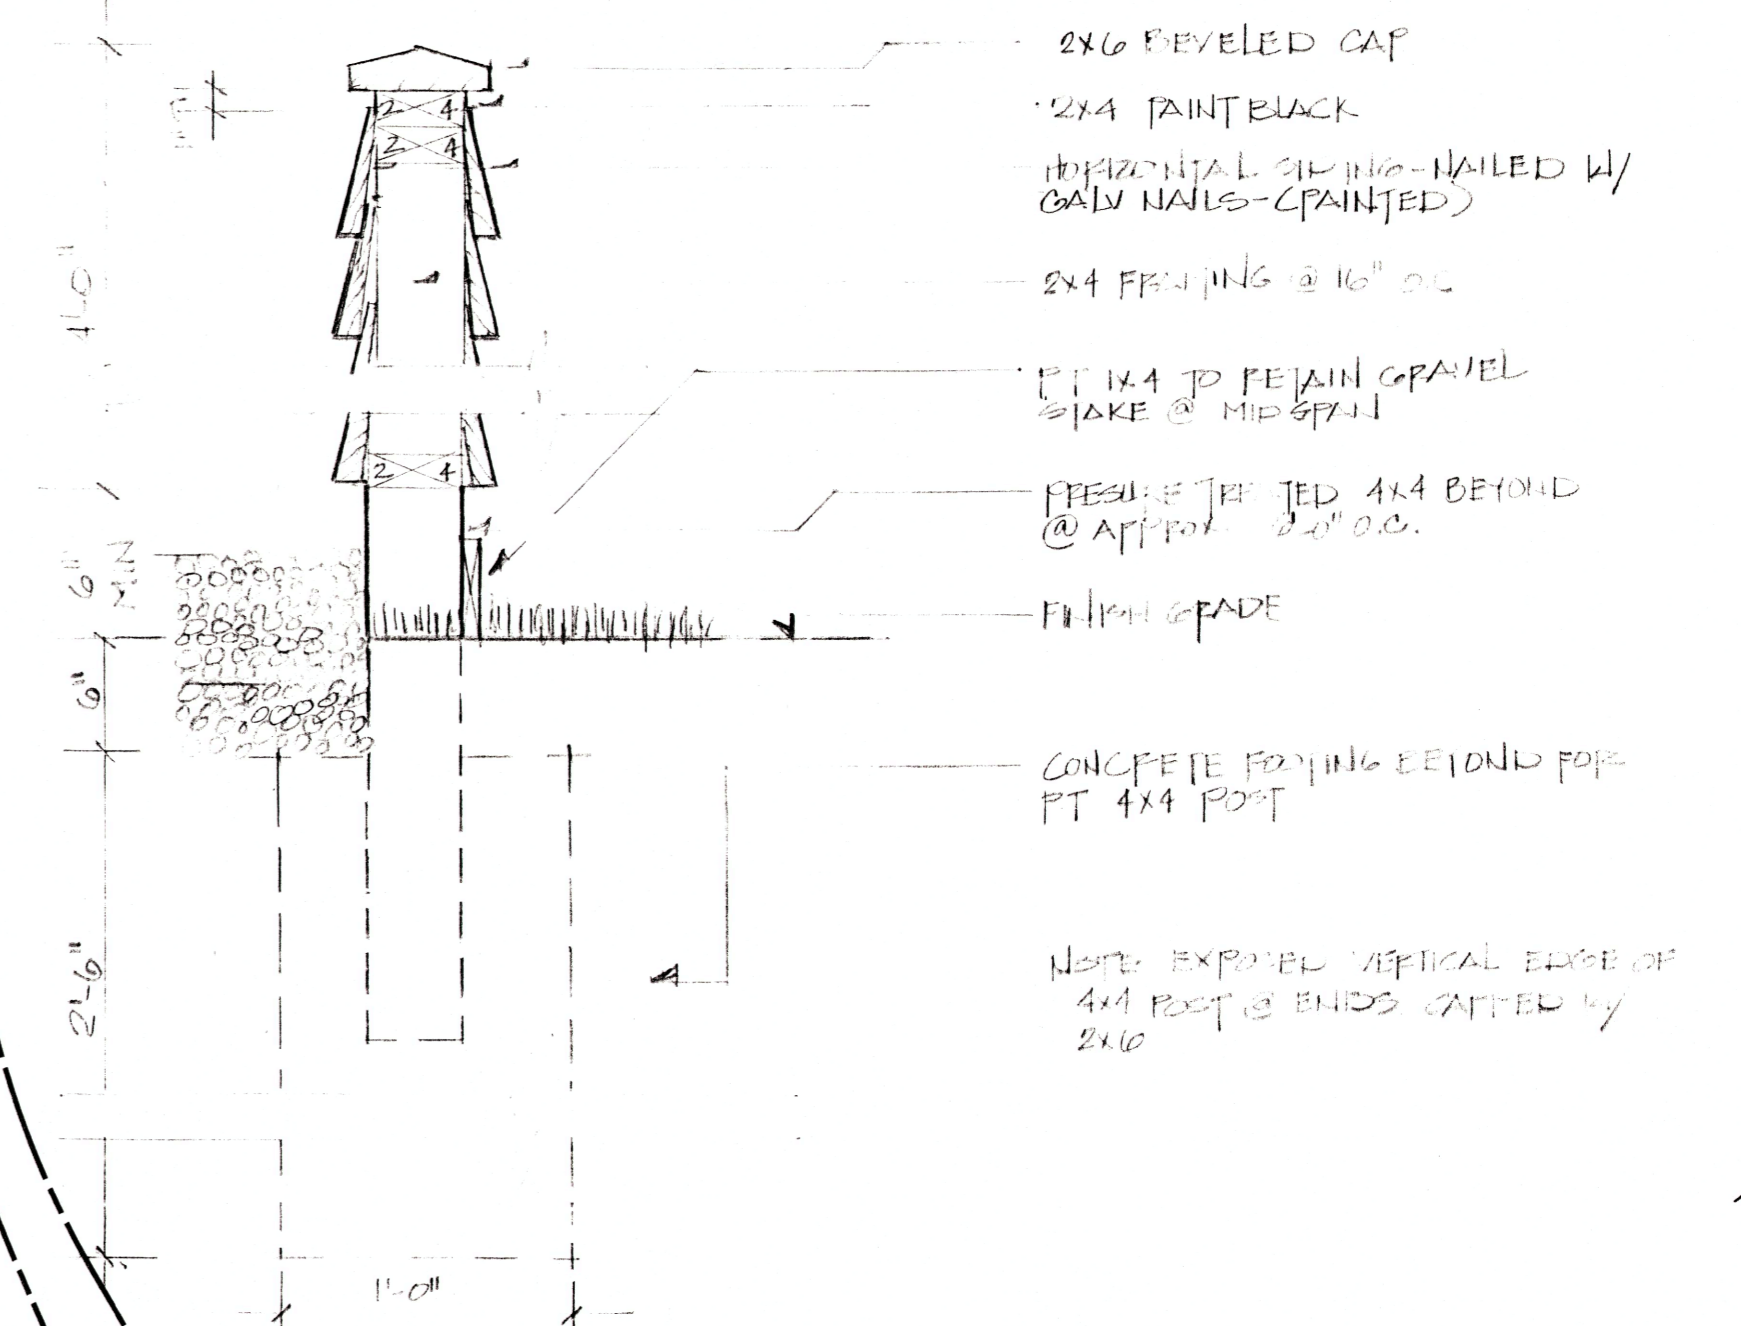 2X6 BEVELED CAP
2X4 PAINT BLACK
HORIZONTAL SIDING-NAILED W/
GALV NAILS-(PAINTED)
2X4 FRAMING @ 16" O.C.
PT 1X4 TO RETAIN GRAVEL
STAKE @ MIDSPAN
PRESSURE TREATED 4X4 BEYOND
@ APPROX O.C.
FINISH GRADE
CONCRETE FOOTING BEYOND FOR
PT 4X4 POST
NOTE: EXPOSED VERTICAL EDGE OF
4X4 POST @ ENDS CAPPED W/
2X6
2 4
2 4
2 4
4'-0"
6"
MIN
6"
2'-6"
1'-0"